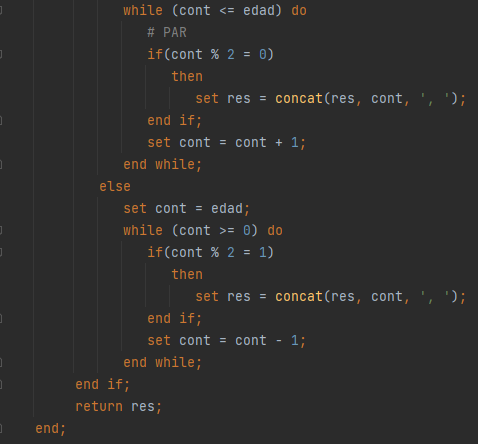 while (cont <= edad) do
# PAR
if(cont % 2 = 0)
then
set res = concat(res, cont, ', ');
end if;
set cont = cont + 1;
end while;
else
set cont = edad;
while (cont >= 0) do
if(cont % 2 = 1)
then
set res = concat(res, cont, ', ');
end if;
set cont = cont - 1;
end while;
end if;
return res;
end;